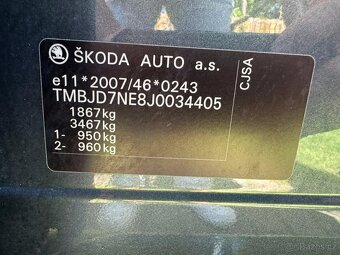 ŠKODA AUTO a.s.
e11*2007/46*0243
TMBJD7NE8J0034405
1867kg
3467kg
1- 950kg
2- 960kg
CJSA